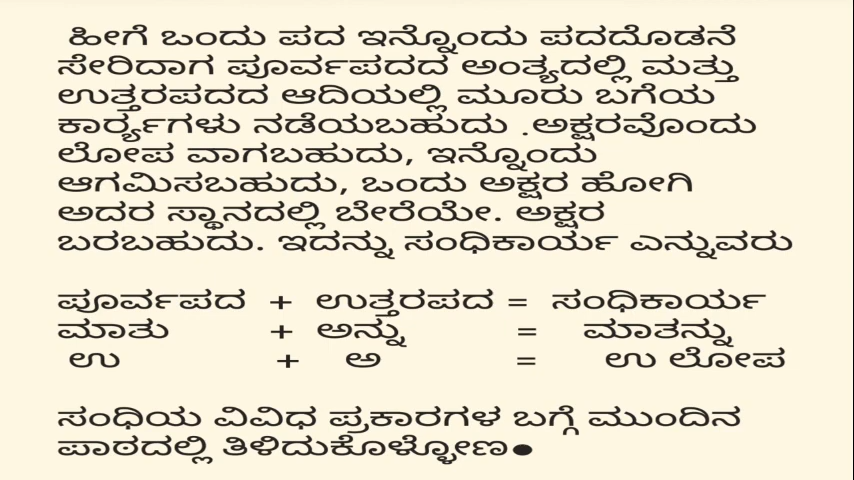 ಹೀಗೆ ಒಂದು ಪದ ಇನ್ನೊಂದು ಪದದೊಡನೆ
ಸೇರಿದಾಗ ಪೂರ್ವಪದದ ಅಂತ್ಯದಲ್ಲಿ ಮತ್ತು
ಉತ್ತರಪದದ ಆದಿಯಲ್ಲಿ ಮೂರು ಬಗೆಯ
ಕಾರ್ರ್ಯಗಳು ನಡೆಯಬಹುದು .ಅಕ್ಷರವೊಂದು
ಲೋಪ ವಾಗಬಹುದು, ಇನ್ನೊಂದು
ಆಗಮಿಸಬಹುದು, ಒಂದು ಅಕ್ಷರ ಹೋಗಿ
ಅದರ ಸ್ಥಾನದಲ್ಲಿ ಬೇರೆಯೇ. ಅಕ್ಷರ
ಬರಬಹುದು. ಇದನ್ನು ಸಂಧಿಕಾರ್ಯ ಎನ್ನುವರು
ಪೂರ್ವಪದ + ಉತ್ತರಪದ = ಸಂಧಿಕಾರ್ಯ
ಮಾತು + ಅನ್ನು = ಮಾತನ್ನು
ಉ + ಅ = ಉ ಲೋಪ
ಸಂಧಿಯ ವಿವಿಧ ಪ್ರಕಾರಗಳ ಬಗ್ಗೆ ಮುಂದಿನ
ಪಾಠದಲ್ಲಿ ತಿಳಿದುಕೊಳ್ಳೋಣ●